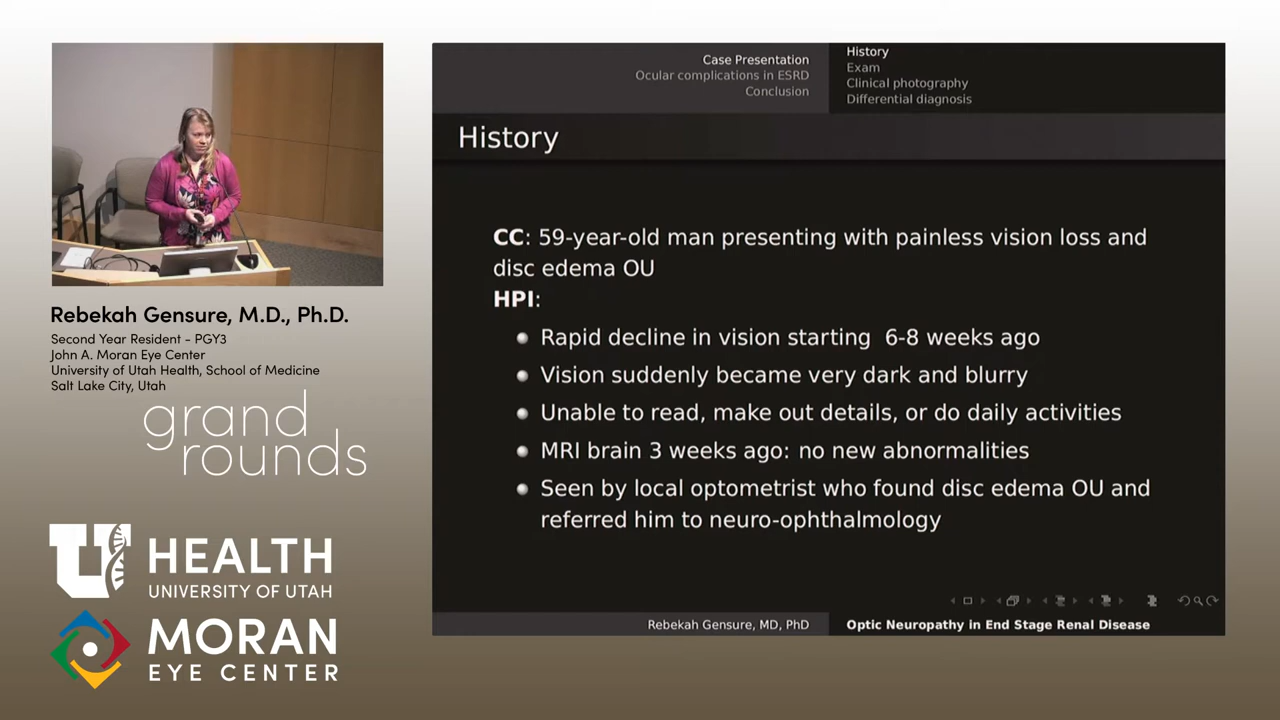 Case Presentation
Ocular complications in ESRD
Conclusion
History
Exam
Clinical photography
Differential diagnosis
History
CC: 59-year-old man presenting with painless vision loss and
disc edema OU
HPI:
Rapid decline in vision starting 6-8 weeks ago
Vision suddenly became very dark and blurry
Unable to read, make out details, or do daily activities
MRI brain 3 weeks ago: no new abnormalities
Seen by local optometrist who found disc edema OU and
referred him to neuro-ophthalmology
Rebekah Gensure, MD, PhD
Optic Neuropathy in End Stage Renal Disease
Rebekah Gensure, M.D., Ph.D.
Second Year Resident - PGY3
John A. Moran Eye Center
University of Utah Health, School of Medicine
Salt Lake City, Utah
grand
rounds
U HEALTH
UNIVERSITY OF UTAH
MORAN
EYE CENTER